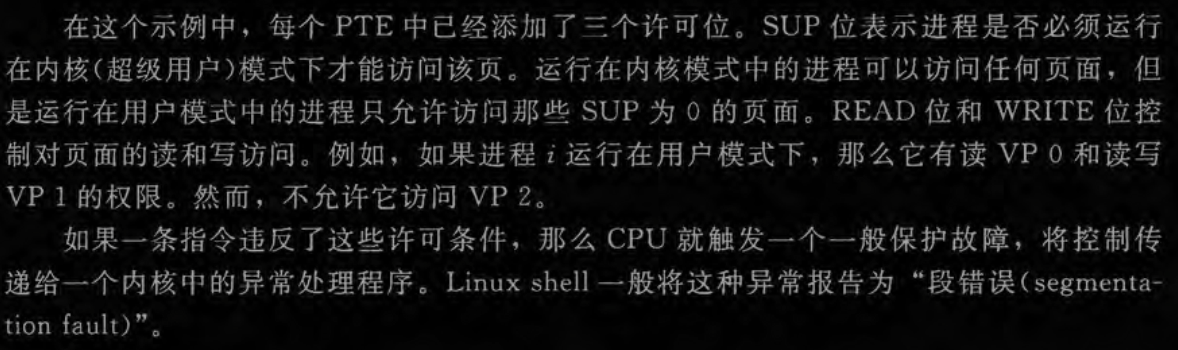 在这个示例中，每个 PTE 中已经添加了三个许可位。SUP 位表示进程是否必须运行
在内核(超级用户)模式下才能访问该页。运行在内核模式中的进程可以访问任何页面，但
是运行在用户模式中的进程只允许访问那些 SUP 为 0 的页面。READ 位和 WRITE 位控
制对页面的读和写访问。例如，如果进程 i 运行在用户模式下，那么它有读 VP 0 和读写
VP 1 的权限。然而，不允许它访问 VP 2。
如果一条指令违反了这些许可条件，那么 CPU 就触发一个一般保护故障，将控制传
递给一个内核中的异常处理程序。Linux shell 一般将这种异常报告为“段错误(segmenta-
tion fault)”。